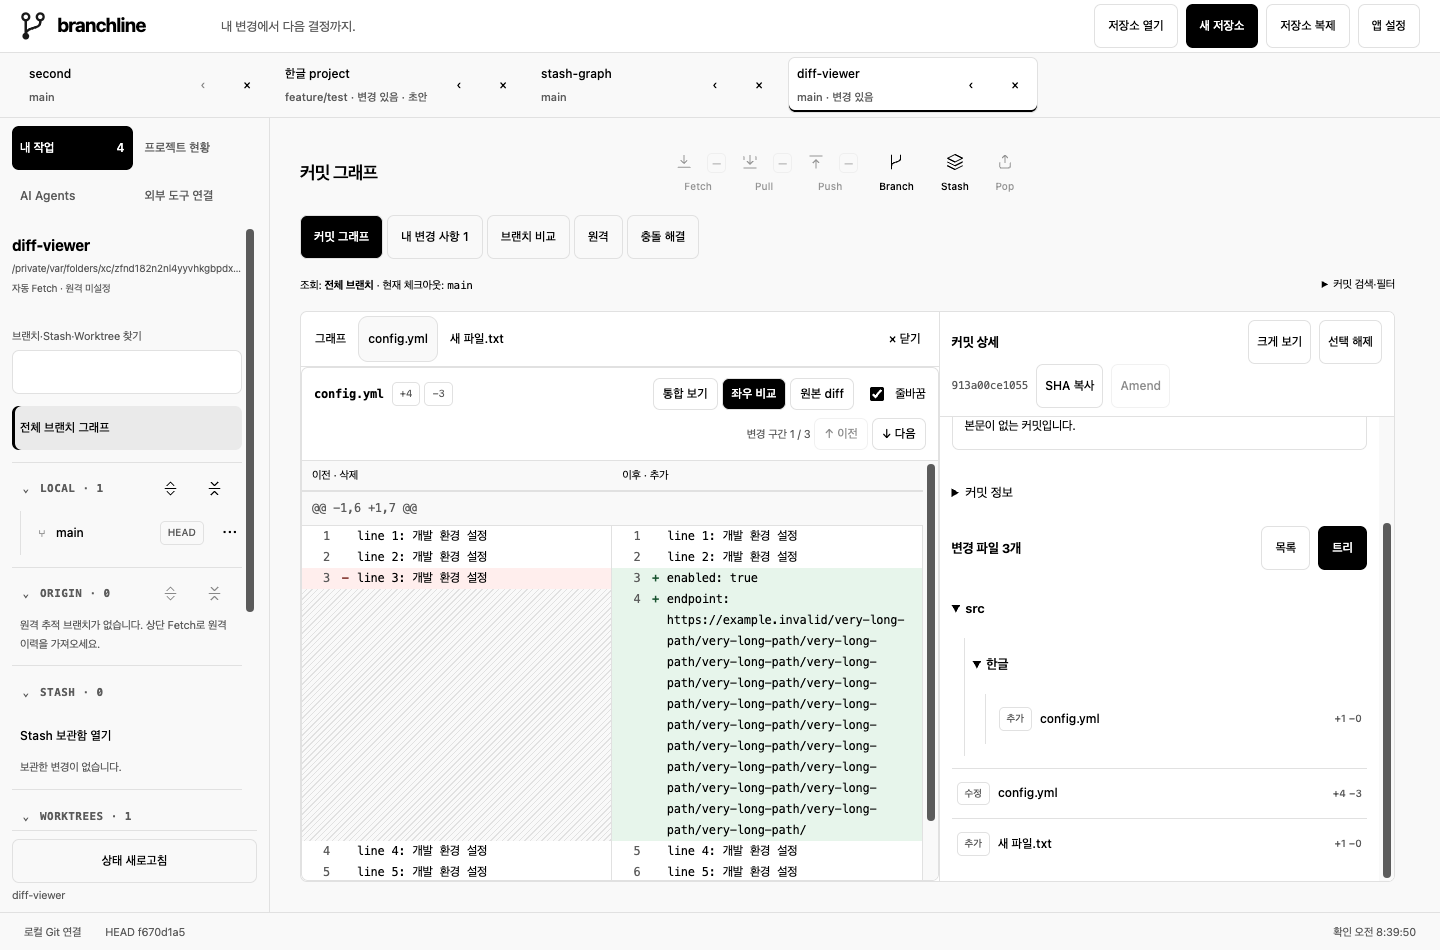 branchline
내 변경에서 다음 결정까지.
저장소 열기
새 저장소
저장소 복제
앱 설정
second
main
‹
×
한글 project
feature/test · 변경 있음 · 초안
‹
×
stash-graph
main
‹
×
diff-viewer
main · 변경 있음
‹
×
내 작업 4
프로젝트 현황
AI Agents
외부 도구 연결
diff-viewer
/private/var/folders/xc/zfnd182n2nl4yyvhkgbpdx...
자동 Fetch · 원격 미설정
브랜치·Stash·Worktree 찾기
전체 브랜치 그래프
LOCAL · 1
main
HEAD
···
ORIGIN · 0
원격 추적 브랜치가 없습니다. 상단 Fetch로 원격
이력을 가져오세요.
STASH · 0
Stash 보관함 열기
보관한 변경이 없습니다.
WORKTREES · 1
상태 새로고침
diff-viewer
커밋 그래프
Fetch
Pull
Push
Branch
Stash
Pop
커밋 그래프
내 변경 사항 1
브랜치 비교
원격
충돌 해결
조회: 전체 브랜치 · 현재 체크아웃: main
▶ 커밋 검색·필터
그래프
config.yml
새 파일.txt
× 닫기
config.yml
+4
−3
통합 보기
좌우 비교
원본 diff
줄바꿈
변경 구간 1 / 3
↑ 이전
↓ 다음
이전 · 삭제
이후 · 추가
@@ −1,6 +1,7 @@
1 line 1: 개발 환경 설정
2 line 2: 개발 환경 설정
3 − line 3: 개발 환경 설정
4 line 4: 개발 환경 설정
5 line 5: 개발 환경 설정
1 line 1: 개발 환경 설정
2 line 2: 개발 환경 설정
3 + enabled: true
4 + endpoint:
https://example.invalid/very-long-
path/very-long-path/very-long-
path/very-long-path/very-long-
path/very-long-path/very-long-
path/very-long-path/very-long-
path/very-long-path/very-long-
path/very-long-path/very-long-
path/very-long-path/very-long-
path/very-long-path/very-long-
path/very-long-path/very-long-
path/very-long-path/
5 line 4: 개발 환경 설정
6 line 5: 개발 환경 설정
커밋 상세
크게 보기
선택 해제
913a00ce1055
SHA 복사
Amend
본문이 없는 커밋입니다.
▶ 커밋 정보
변경 파일 3개
목록
트리
▼ src
▼ 한글
추가 config.yml +1 −0
수정 config.yml +4 −3
추가 새 파일.txt +1 −0
로컬 Git 연결
HEAD f670d1a5
확인 오전 8:39:50